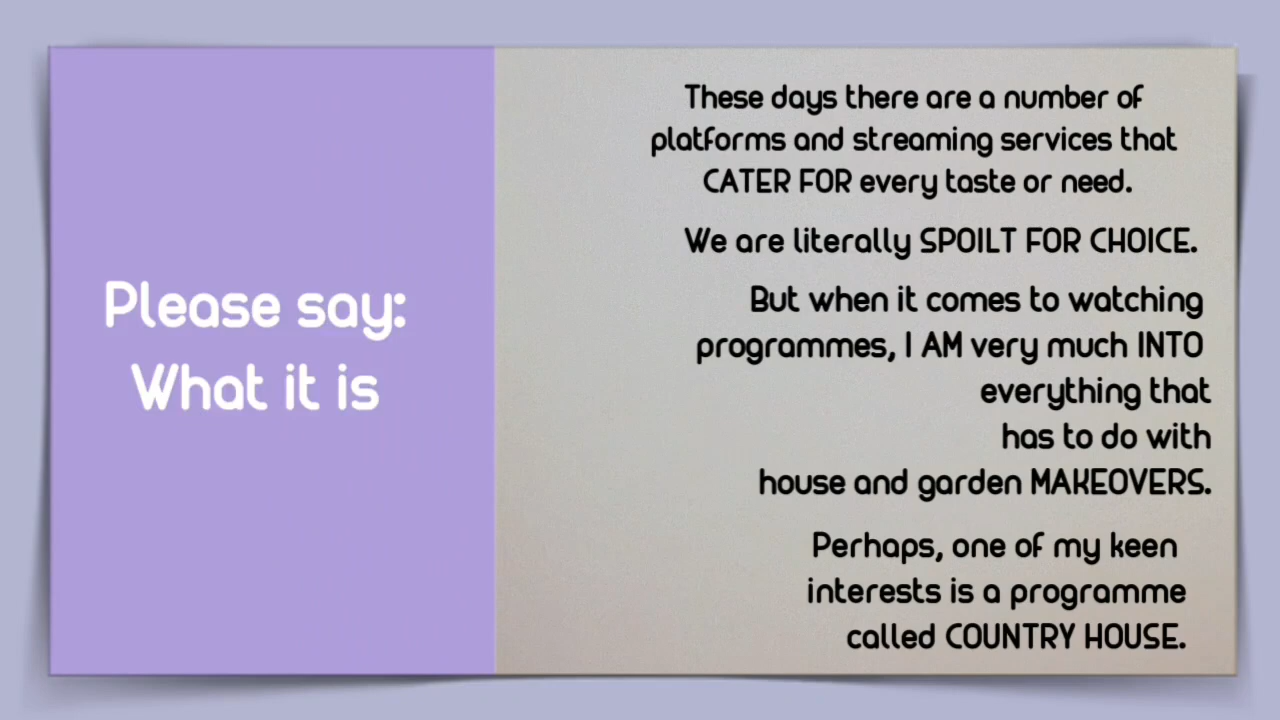 Please say:
What it is
These days there are a number of
platforms and streaming services that
CATER FOR every taste or need.
We are literally SPOILT FOR CHOICE.
But when it comes to watching
programmes, I AM very much INTO
everything that
has to do with
house and garden MAKEOVERS.
Perhaps, one of my keen
interests is a programme
called COUNTRY HOUSE.